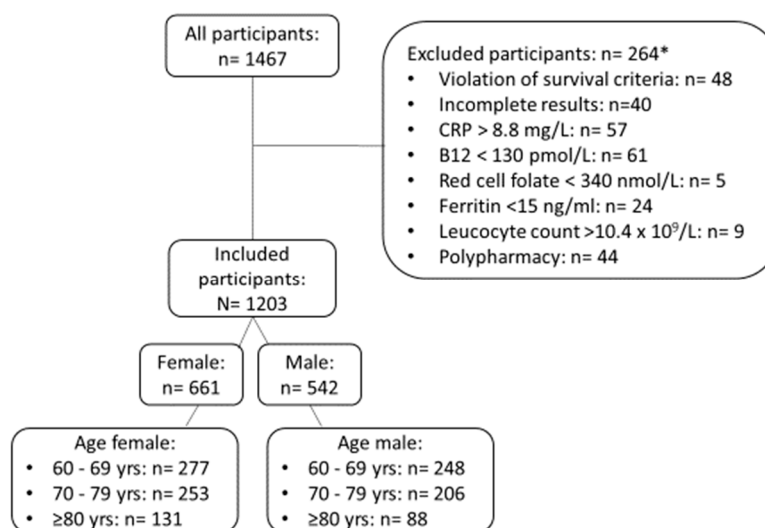 All participants:
n= 1467
Excluded participants: n= 264*
• Violation of survival criteria: n= 48
• Incomplete results: n=40
• CRP > 8.8 mg/L: n= 57
• B12 < 130 pmol/L: n= 61
• Red cell folate < 340 nmol/L: n= 5
• Ferritin <15 ng/ml: n= 24
• Leucocyte count >10.4 x 10⁹/L: n= 9
• Polypharmacy: n= 44
Included
participants:
N= 1203
Female:
n= 661
Male:
n= 542
Age female:
• 60 - 69 yrs: n= 277
• 70 - 79 yrs: n= 253
• ≥80 yrs: n= 131
Age male:
• 60 - 69 yrs: n= 248
• 70 - 79 yrs: n= 206
• ≥80 yrs: n= 88